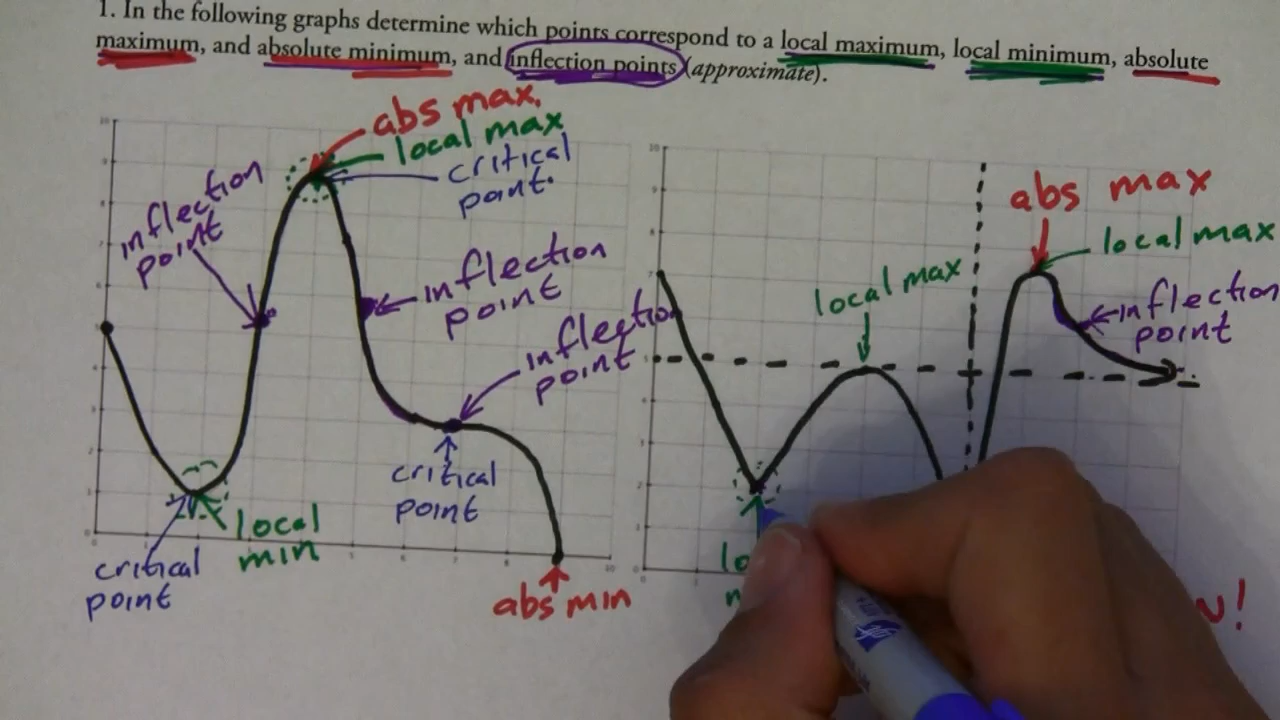 1. In the following graphs determine which points correspond to a local maximum, local minimum, absolute
maximum, and absolute minimum, and inflection points (approximate).
abs max.
local max
critical
point.
inflection
point
inflection
point
inflection
point
critical
point
local
min
critical
point
abs min
abs max
local max
local max
inflection
point
lo